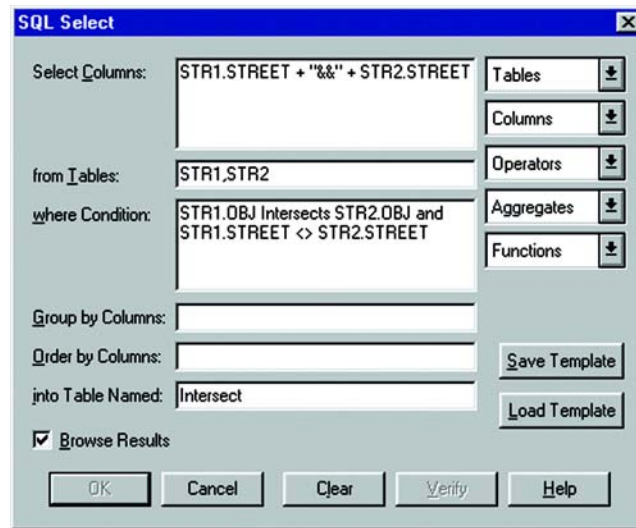 SQL Select
Select Columns:
STR1.STREET + "&&" + STR2.STREET
Tables
Columns
from Tables:
STR1,STR2
Operators
where Condition:
STR1.OBJ Intersects STR2.OBJ and
STR1.STREET <> STR2.STREET
Aggregates
Functions
Group by Columns:
Order by Columns:
Save Template
into Table Named:
Intersect
Load Template
Browse Results
OK
Cancel
Clear
Verify
Help